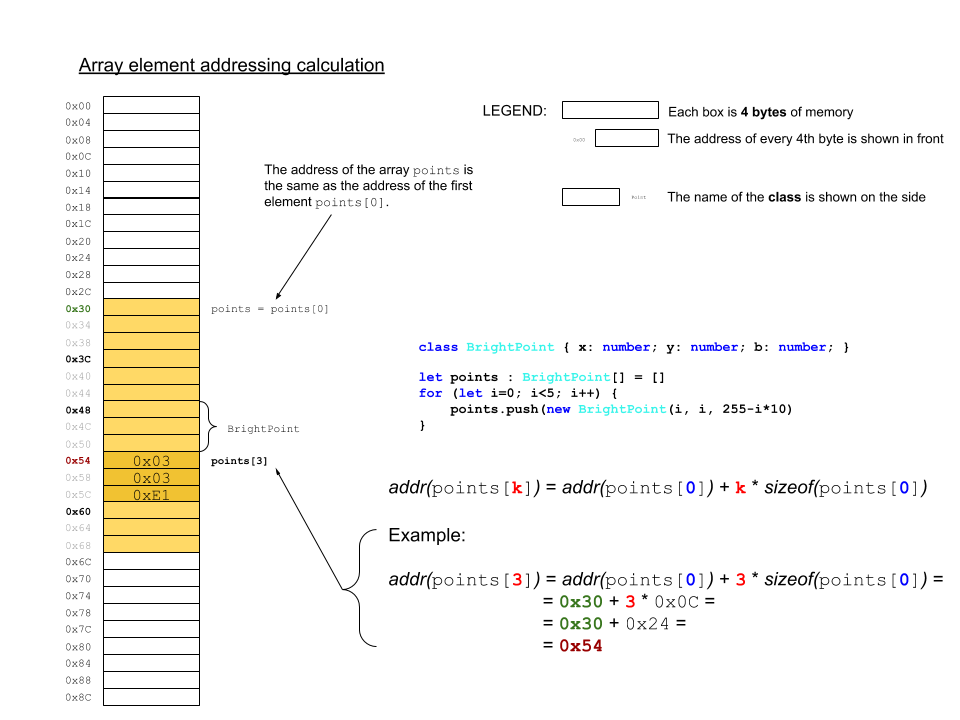 Array element addressing calculation
0x00
0x04
0x08
0x0C
0x10
0x14
0x18
0x1C
0x20
0x24
0x28
0x2C
0x30 points = points[0]
0x34
0x38
0x3C
0x40
0x44
0x48
0x4C BrightPoint
0x50
0x54 0x03 points[3]
0x58 0x03
0x5C 0xE1
0x60
0x64
0x68
0x6C
0x70
0x74
0x78
0x7C
0x80
0x84
0x88
0x8C
The address of the array points is
the same as the address of the first
element points[0].
LEGEND: Each box is 4 bytes of memory
0x00 The address of every 4th byte is shown in front
Point The name of the class is shown on the side
class BrightPoint { x: number; y: number; b: number; }
let points : BrightPoint[] = []
for (let i=0; i<5; i++) {
points.push(new BrightPoint(i, i, 255-i*10)
}
addr(points[k]) = addr(points[0]) + k * sizeof(points[0])
Example:
addr(points[3]) = addr(points[0]) + 3 * sizeof(points[0]) =
= 0x30 + 3 * 0x0C =
= 0x30 + 0x24 =
= 0x54